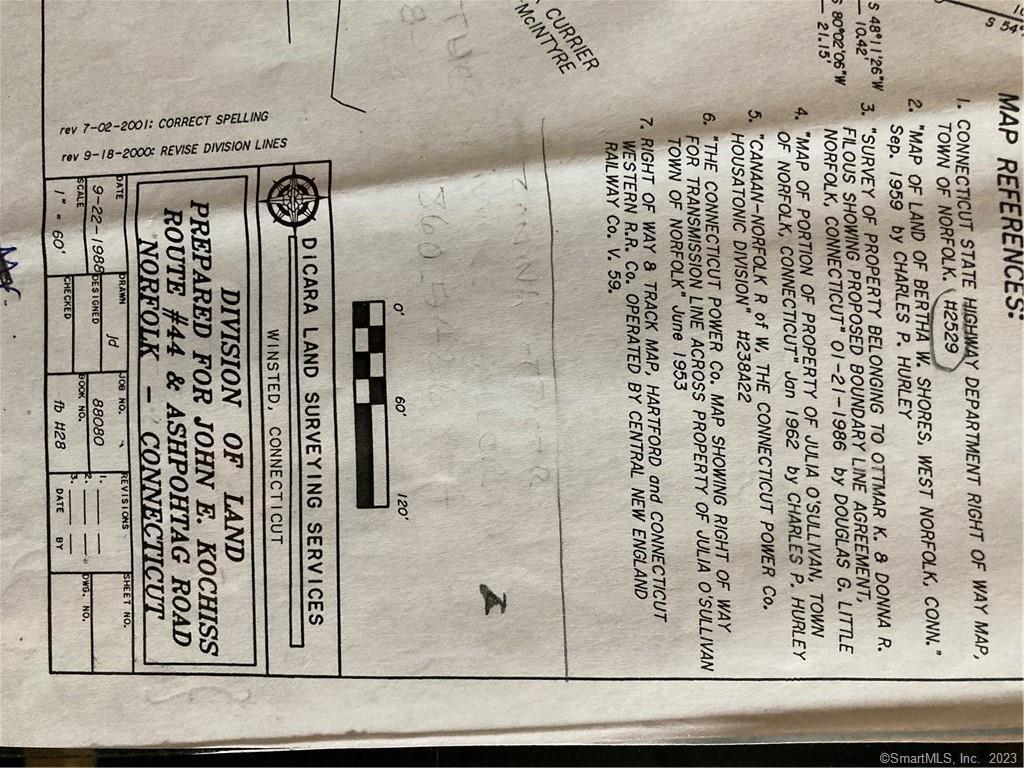 MAP REFERENCES:
1. CONNECTICUT STATE HIGHWAY DEPARTMENT RIGHT OF WAY MAP,
TOWN OF NORFOLK. #2529
2. "MAP OF LAND OF BERTHA W. SHORES, WEST NORFOLK, CONN."
Sep. 1959 by CHARLES P. HURLEY
3. "SURVEY OF PROPERTY BELONGING TO OTTMAR K. & DONNA R.
FILOUS SHOWING PROPOSED BOUNDARY LINE AGREEMENT,
NORFOLK, CONNECTICUT" 01-21-1986 by DOUGLAS G. LITTLE
4. "MAP OF PORTION OF PROPERTY OF JULIA O'SULLIVAN, TOWN
OF NORFOLK, CONNECTICUT" Jan 1962 by CHARLES P. HURLEY
5. "CANAAN-NORFOLK R of W, THE CONNECTICUT POWER Co.
HOUSATONIC DIVISION" #238A22
6. "THE CONNECTICUT POWER Co. MAP SHOWING RIGHT OF WAY
FOR TRANSMISSION LINE ACROSS PROPERTY OF JULIA O'SULLIVAN
TOWN OF NORFOLK" June 1953
7. RIGHT OF WAY & TRACK MAP, HARTFORD and CONNECTICUT
WESTERN R.R. Co. OPERATED BY CENTRAL NEW ENGLAND
RAILWAY Co. V. 59.
S 54°
S 48°11'26"W
10.42'
S 80°02'06"W
21.15'
CURRIER
McINTYRE
0' 60' 120'
DICARA LAND SURVEYING SERVICES
WINSTED, CONNECTICUT
DIVISION OF LAND
PREPARED FOR JOHN E. KOCHISS
ROUTE #44 & ASHPOHTAG ROAD
NORFOLK - CONNECTICUT
DATE
9-22-1988
SCALE
1" = 60'
DRAWN
jd
DESIGNED
CHECKED
JOB NO.
88080
BOOK NO.
fb #28
REVISIONS
1.
2.
3.
DATE BY
SHEET NO.
DWG. NO.
rev 7-02-2001: CORRECT SPELLING
rev 9-18-2000: REVISE DIVISION LINES
©SmartMLS, Inc. 2023